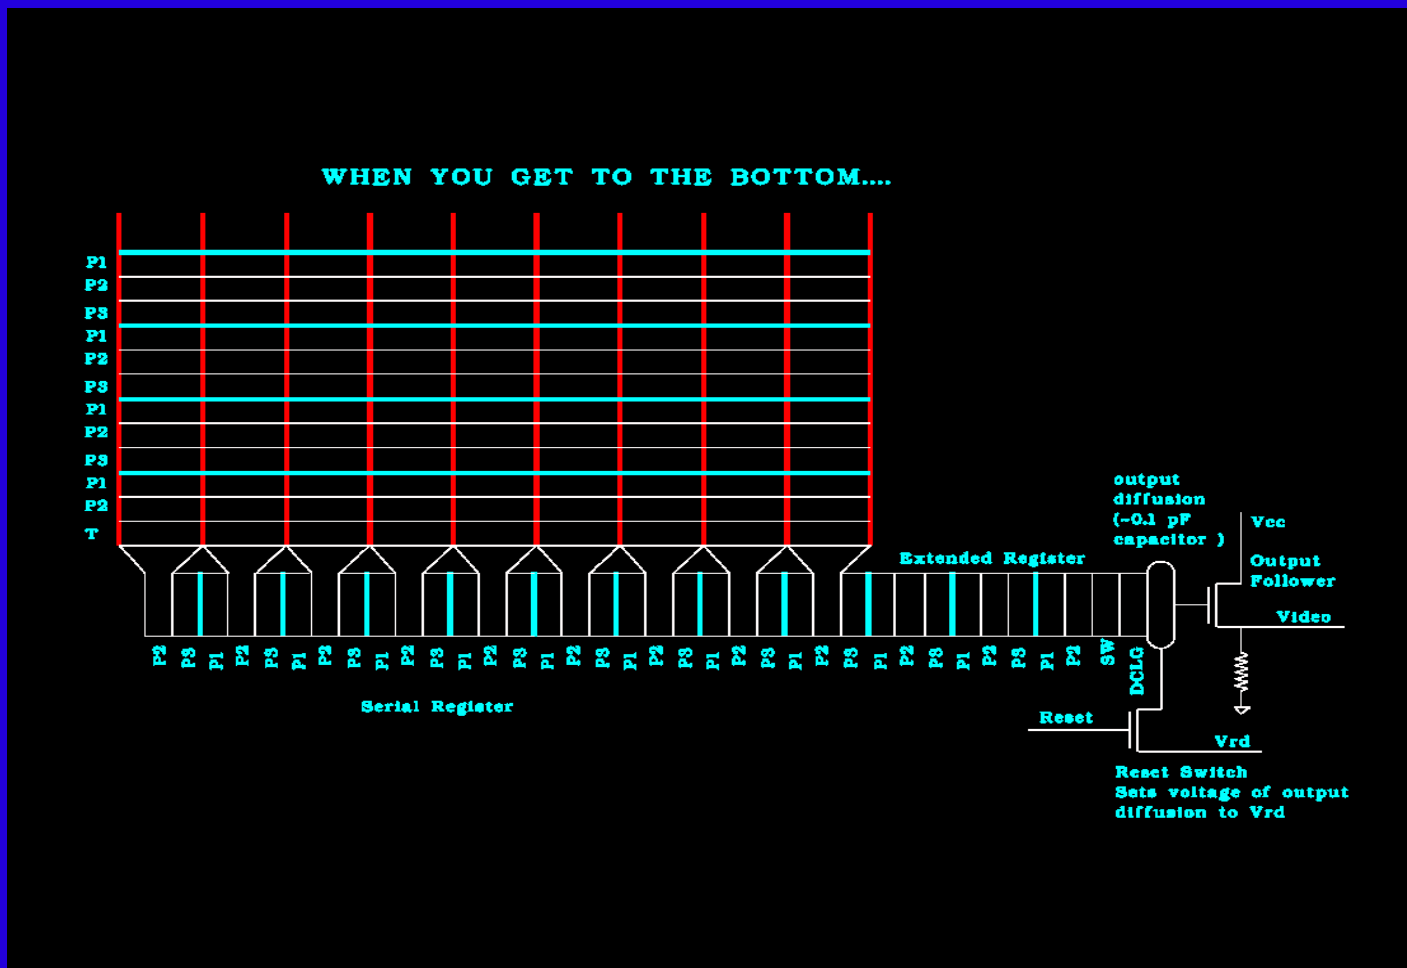 WHEN YOU GET TO THE BOTTOM....
P1
P2
P3
P1
P2
P3
P1
P2
P3
P1
P2
T
output
diffusion
(~0.1 pF
capacitor )
Vcc
Extended Register
Output
Follower
Video
P2 P3 P1 P2 P3 P1 P2 P3 P1 P2 P3 P1 P2 P3 P1 P2 P3 P1 P2 P3 P1 P2 P3 P1 P2 P3 P1 P2 P3 P1 P2 P3 P1 P2 SW DCLG
Serial Register
Reset
Vrd
Reset Switch
Sets voltage of output
diffusion to Vrd